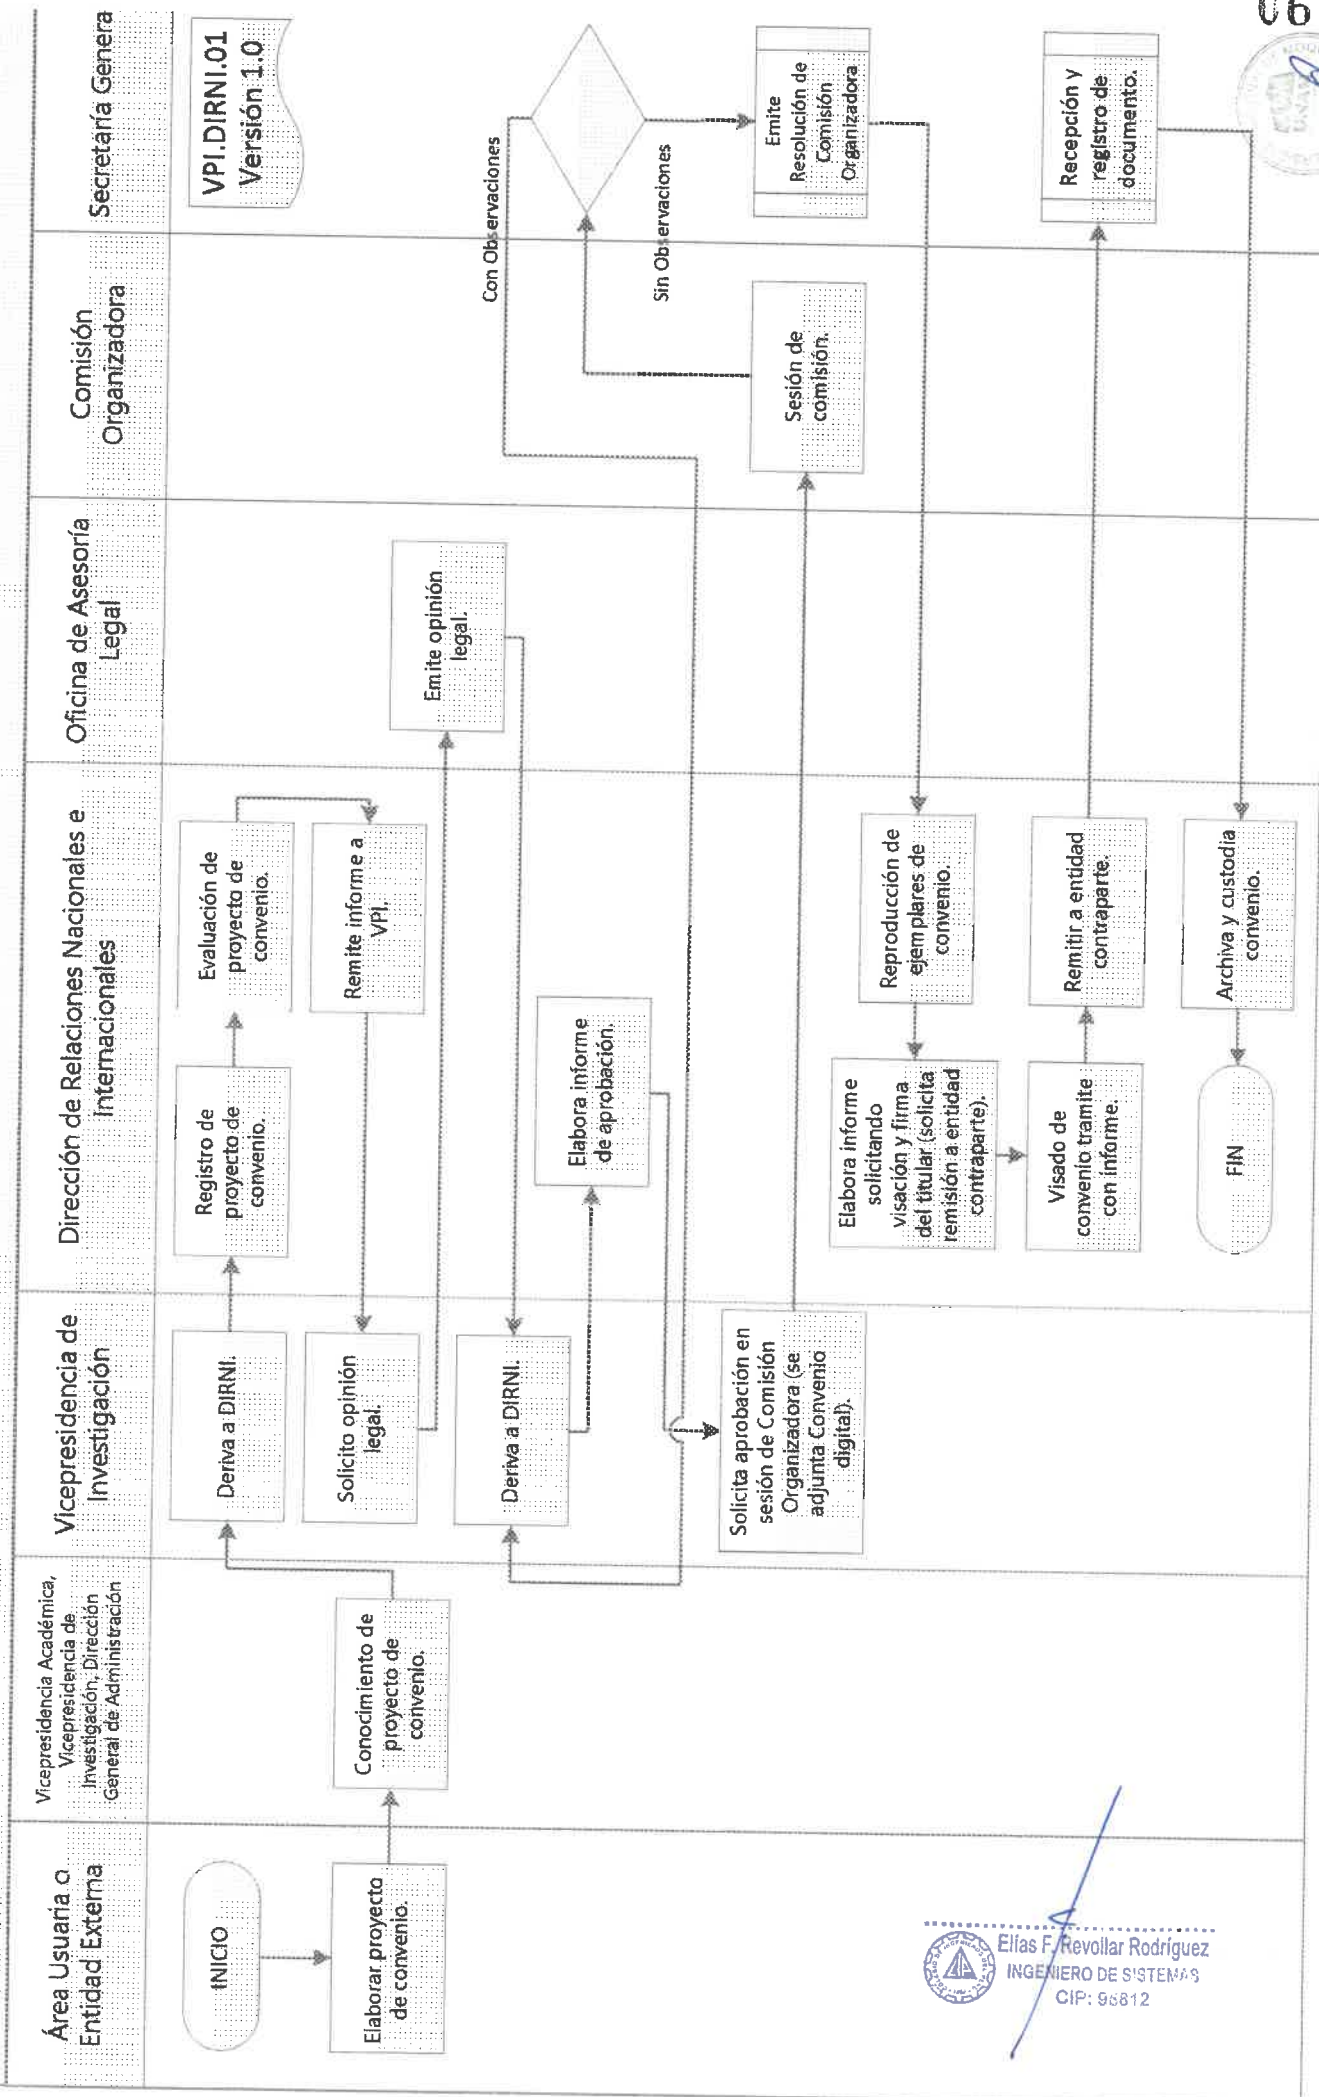 Área Usuaria o
Entidad Externa
Vicepresidencia Académica,
Vicepresidencia de
Investigación, Dirección
General de Administración
Vicepresidencia de
Investigación
Dirección de Relaciones Nacionales e
Internacionales
Oficina de Asesoría
Legal
Comisión
Organizadora
Secretaría Genera
VPI.DIRNI.01
Versión 1.0
INICIO
Elaborar proyecto
de convenio.
Conocimiento de
proyecto de
convenio.
Deriva a DIRNI.
Registro de
proyecto de
convenio.
Evaluación de
proyecto de
convenio.
Remite informe a
VPI.
Solicito opinión
legal.
Emite opinión
legal.
Deriva a DIRNI.
Elabora informe
de aprobación.
Solicita aprobación en
sesión de Comisión
Organizadora (se
adjunta Convenio
digital).
Sesión de
comisión.
Con Observaciones
Sin Observaciones
Emite
Resolución de
Comisión
Organizadora
Reproducción de
ejemplares de
convenio.
Elabora informe
solicitando
visación y firma
del titular (solicita
remisión a entidad
contraparte).
Visado de
convenio tramite
con informe.
Remitir a entidad
contraparte.
Recepción y
registro de
documento.
Archiva y custodia
convenio.
FIN
Elías F. Revollar Rodríguez
INGENIERO DE SISTEMAS
CIP: 95812